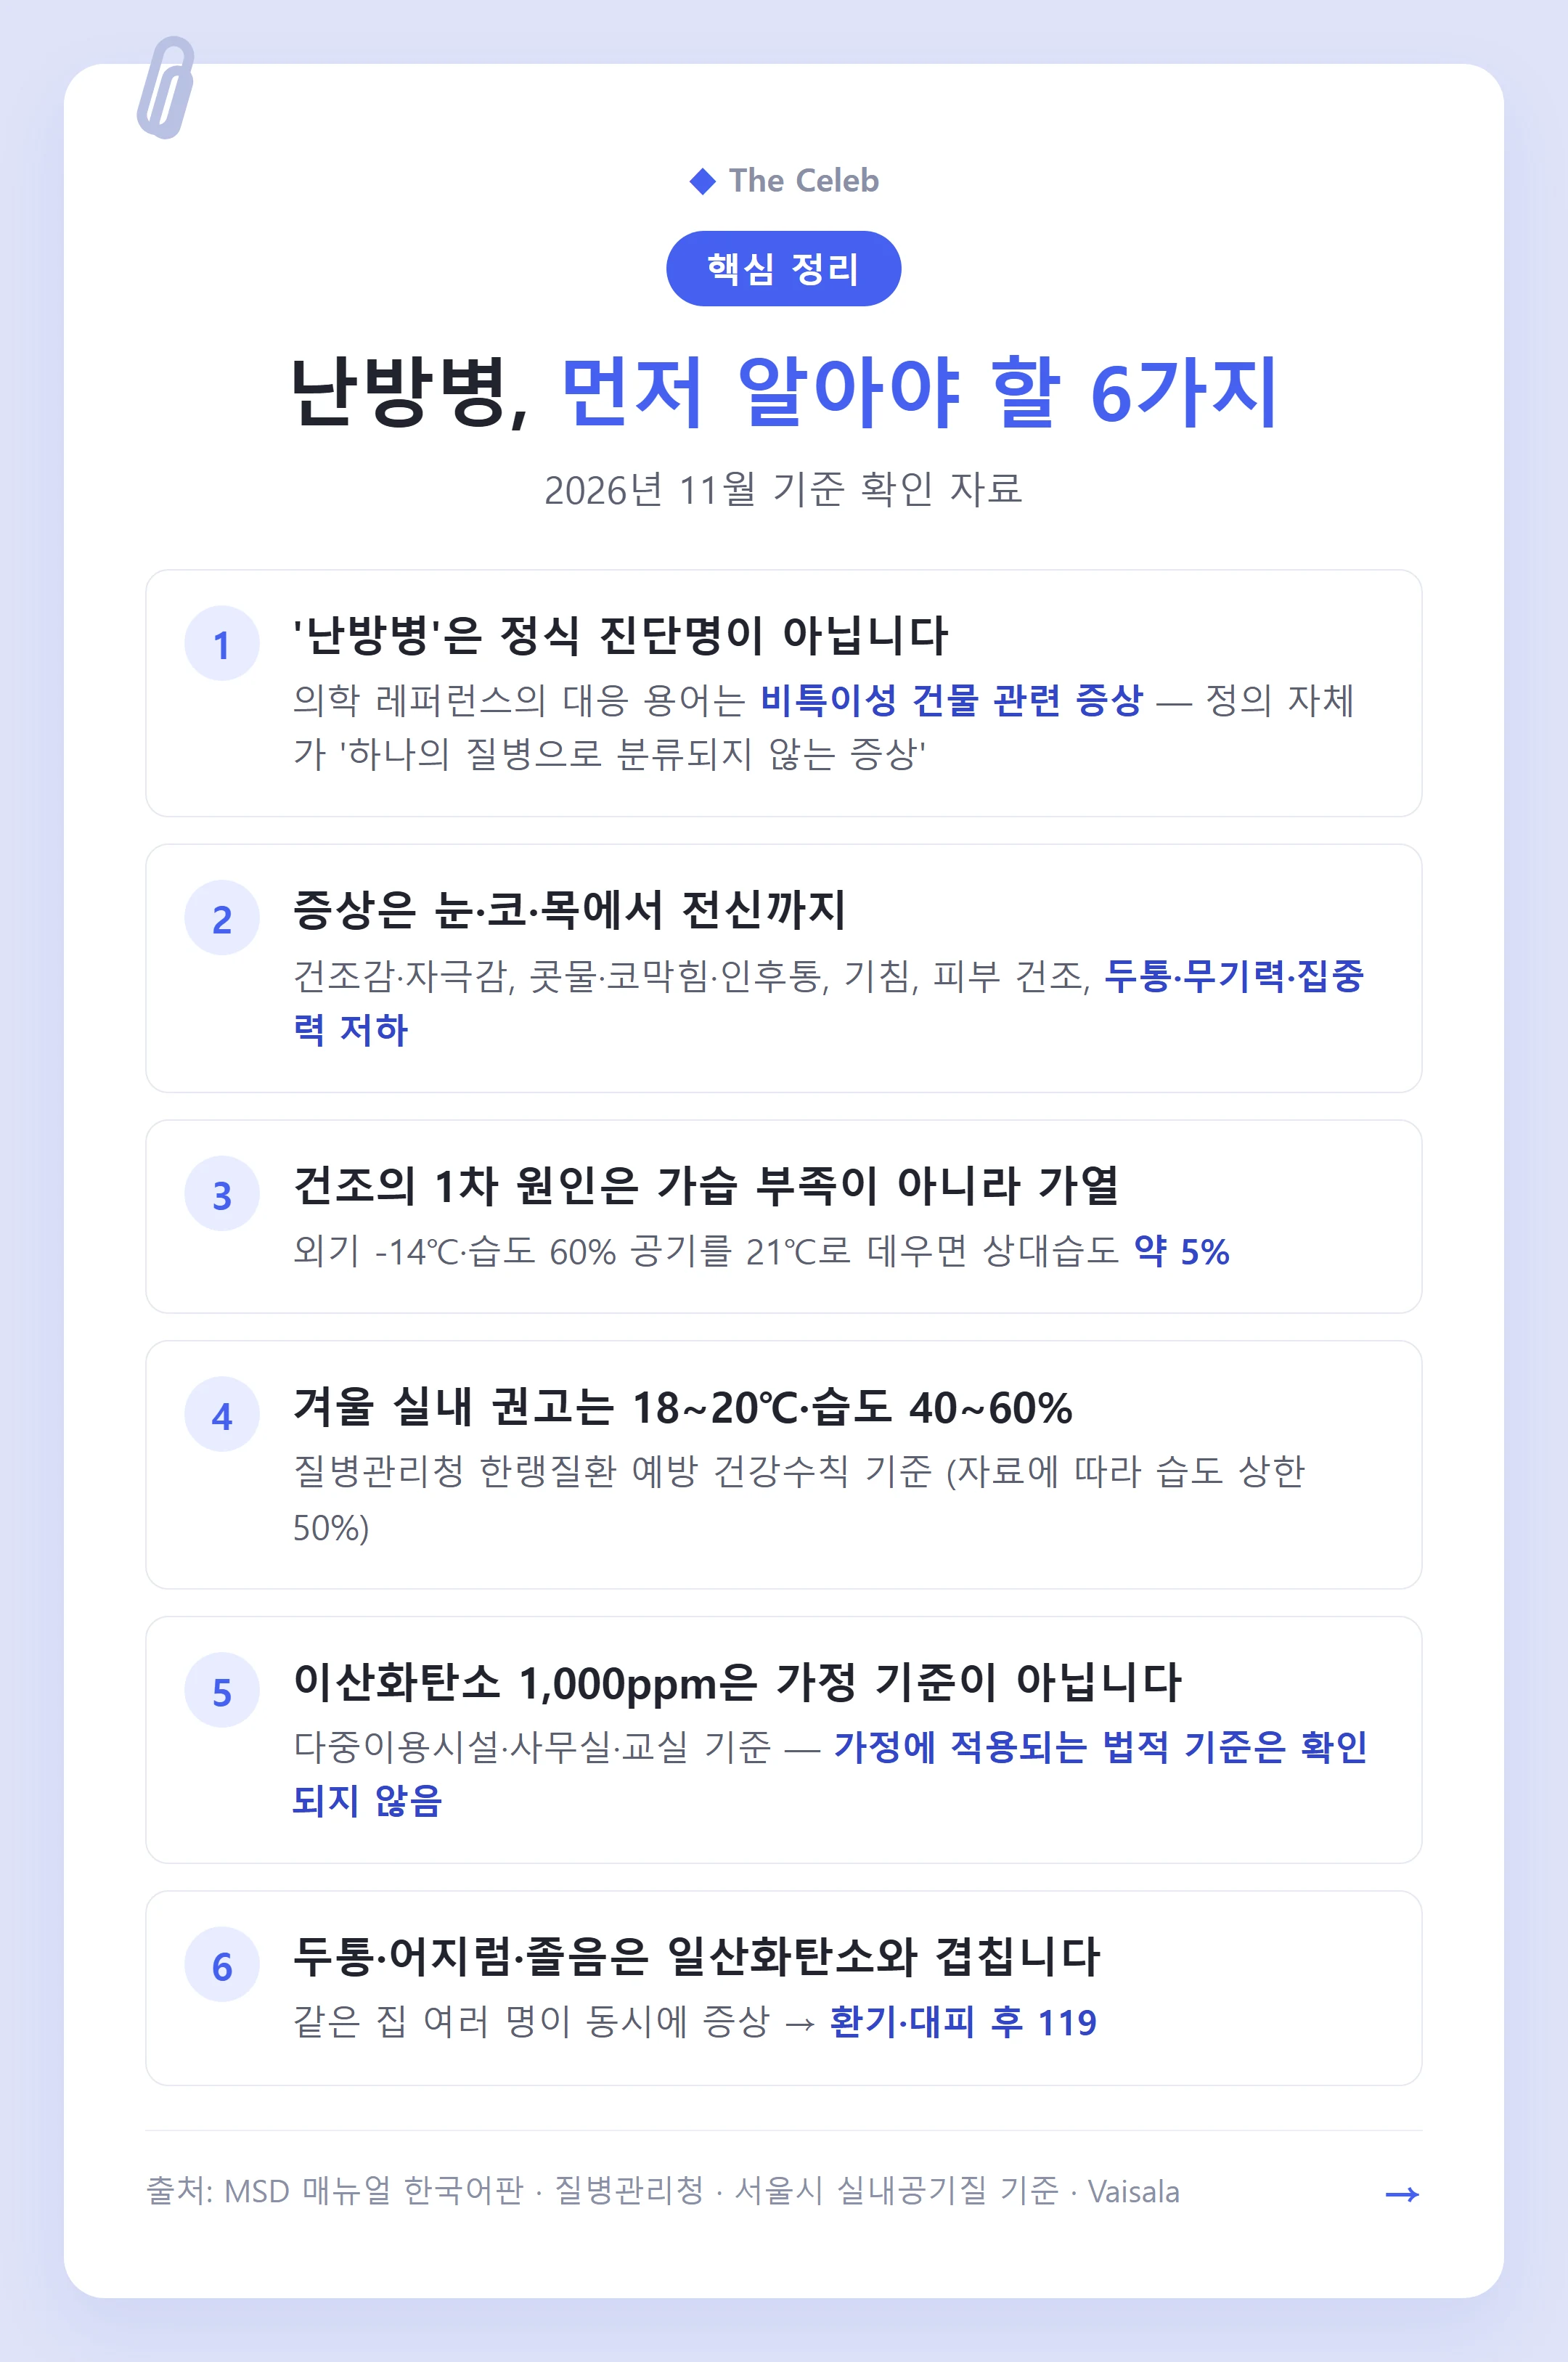 ◆ The Celeb
핵심 정리
난방병, 먼저 알아야 할 6가지
2026년 11월 기준 확인 자료
1
'난방병'은 정식 진단명이 아닙니다
의학 레퍼런스의 대응 용어는 비특이성 건물 관련 증상 — 정의 자체
가 '하나의 질병으로 분류되지 않는 증상'
2
증상은 눈·코·목에서 전신까지
건조감·자극감, 콧물·코막힘·인후통, 기침, 피부 건조, 두통·무기력·집중
력 저하
3
건조의 1차 원인은 가습 부족이 아니라 가열
외기 -14℃·습도 60% 공기를 21℃로 데우면 상대습도 약 5%
4
겨울 실내 권고는 18~20℃·습도 40~60%
질병관리청 한랭질환 예방 건강수칙 기준 (자료에 따라 습도 상한
50%)
5
이산화탄소 1,000ppm은 가정 기준이 아닙니다
다중이용시설·사무실·교실 기준 — 가정에 적용되는 법적 기준은 확인
되지 않음
6
두통·어지럼·졸음은 일산화탄소와 겹칩니다
같은 집 여러 명이 동시에 증상 → 환기·대피 후 119
출처: MSD 매뉴얼 한국어판 · 질병관리청 · 서울시 실내공기질 기준 · Vaisala →